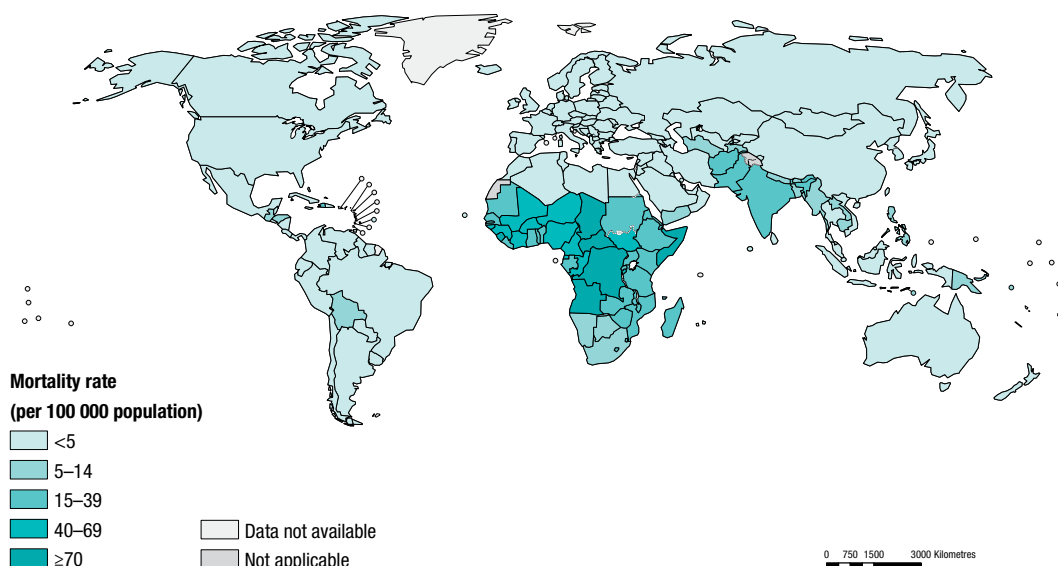 Mortality rate
(per 100 000 population)
<5
5–14
15–39
40–69
≥70
Data not available
Not applicable
0 750 1500 3000 Kilometres